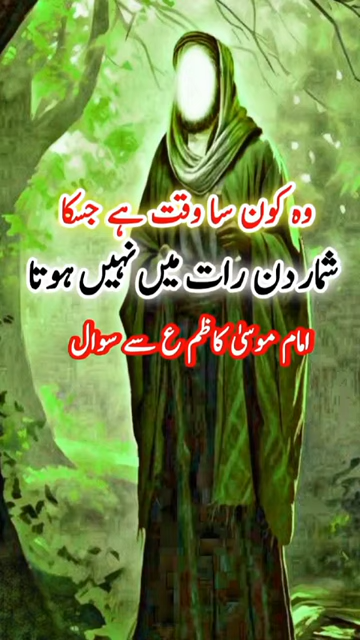 وہ کون سا وقت ہے جسکا
شمار دن رات میں نہیں ہوتا
امام موسیٰ کاظم ع سے سوال